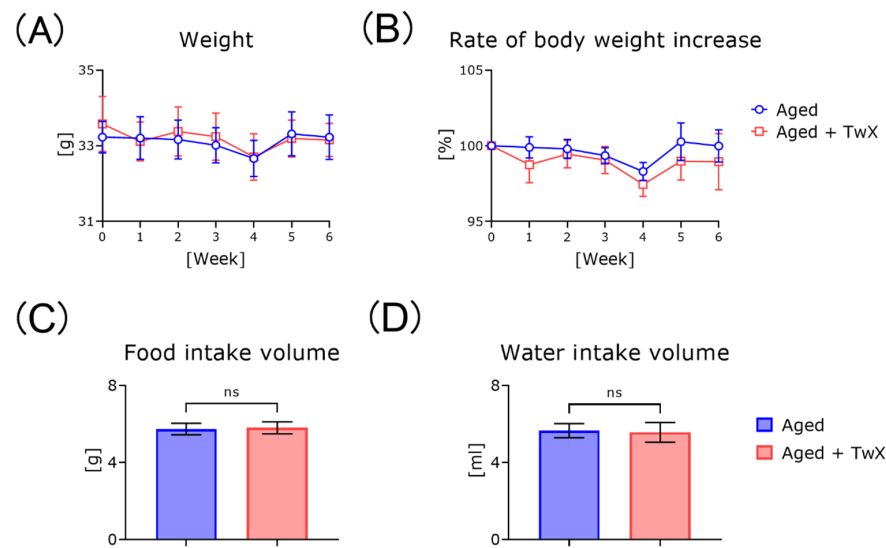 (A)
Weight
35
33
31
[g]
0 1 2 3 4 5 6
[Week]
(B)
Rate of body weight increase
105
100
95
[%]
0 1 2 3 4 5 6
[Week]
Aged
Aged + TwX
(C)
Food intake volume
8
4
0
[g]
ns
(D)
Water intake volume
8
4
0
[ml]
ns
Aged
Aged + TwX